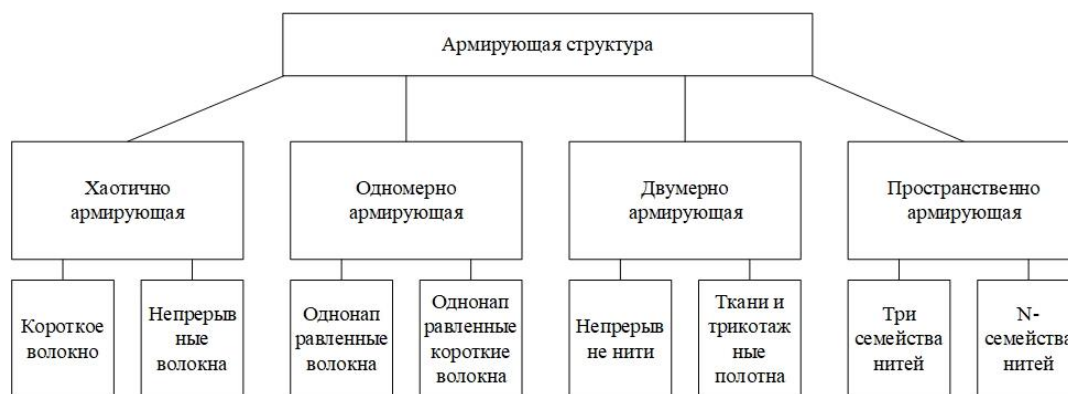 Армирующая структура
Хаотично
армирующая
Одномерно
армирующая
Двумерно
армирующая
Пространственно
армирующая
Короткое
волокно
Непрерыв
ные
волокна
Однонап
равленные
волокна
Однонап
равленные
короткие
волокна
Непрерыв
не нити
Ткани и
трикотаж
ные
полотна
Три
семейства
нитей
N-
семейства
нитей